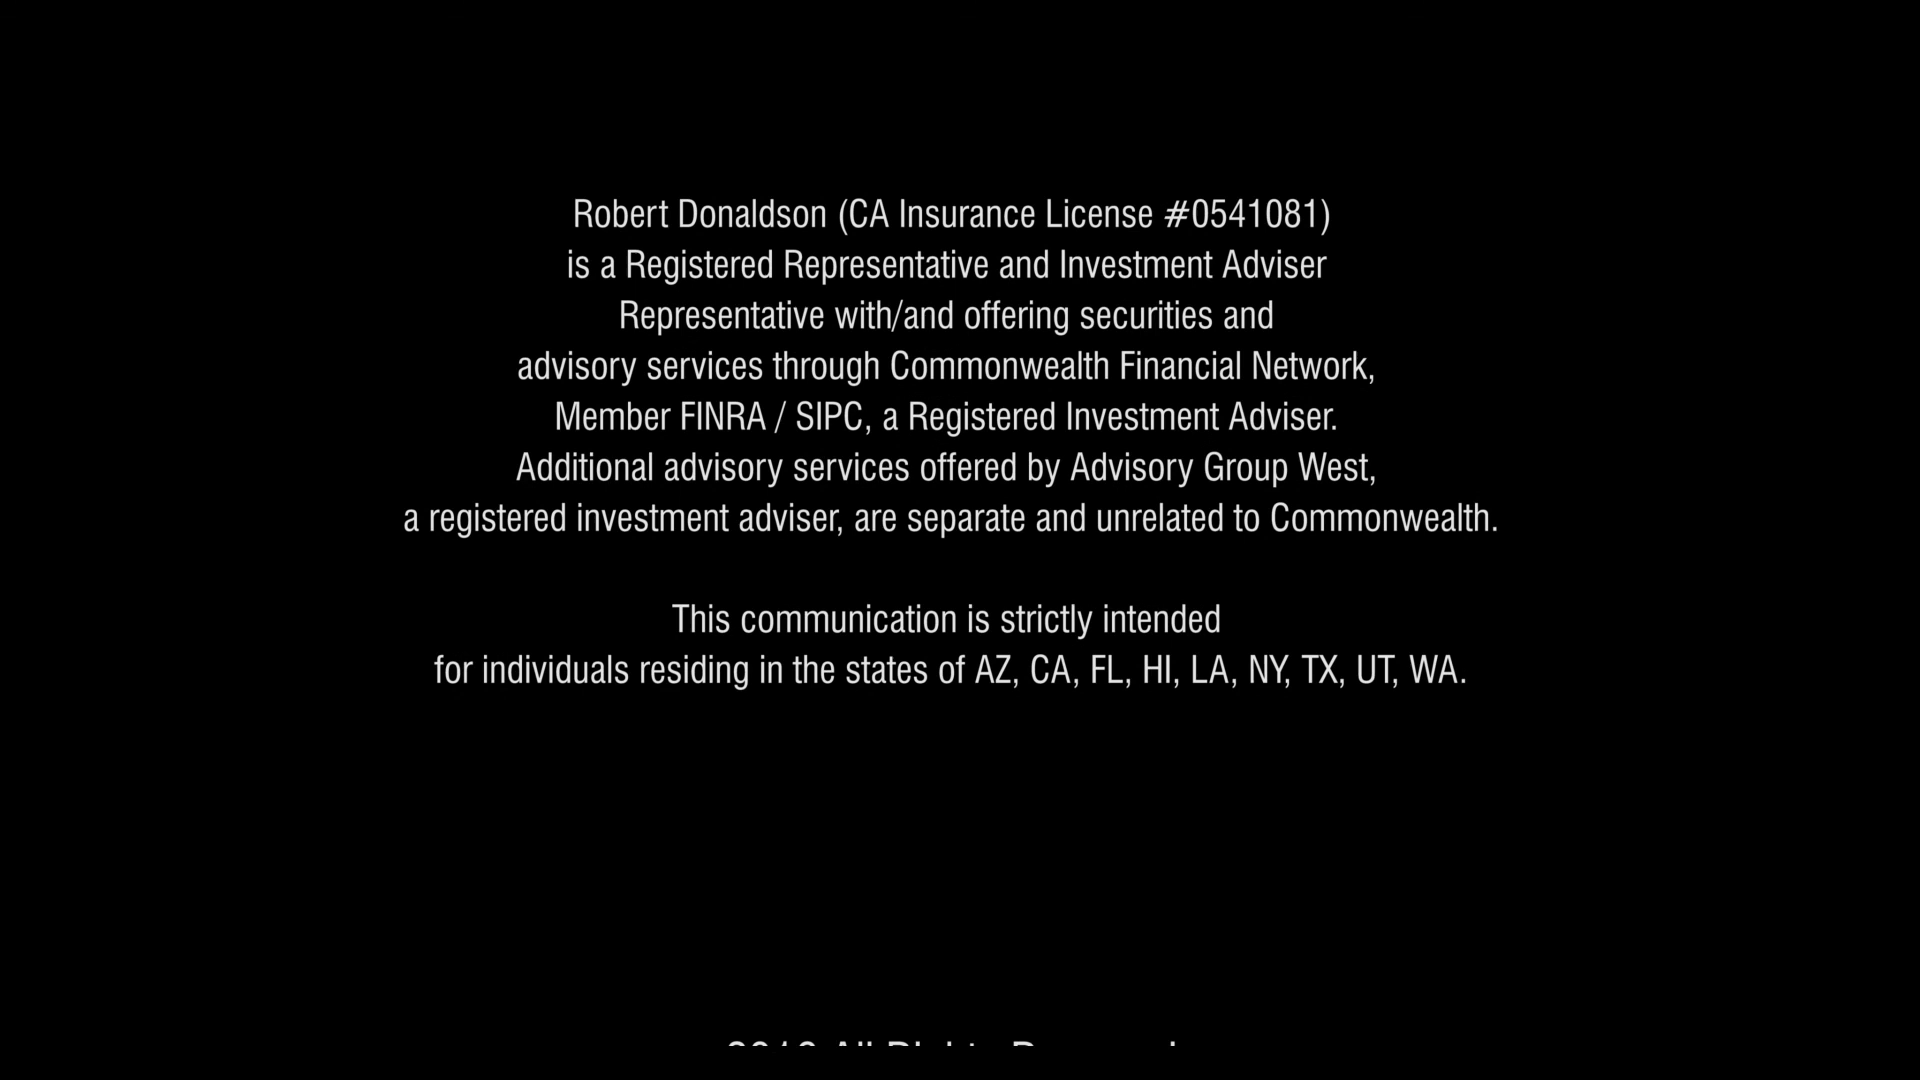 Robert Donaldson (CA Insurance License #0541081)
is a Registered Representative and Investment Adviser
Representative with/and offering securities and
advisory services through Commonwealth Financial Network,
Member FINRA / SIPC, a Registered Investment Adviser.
Additional advisory services offered by Advisory Group West,
a registered investment adviser, are separate and unrelated to Commonwealth.
This communication is strictly intended
for individuals residing in the states of AZ, CA, FL, HI, LA, NY, TX, UT, WA.
All Rights Reserved